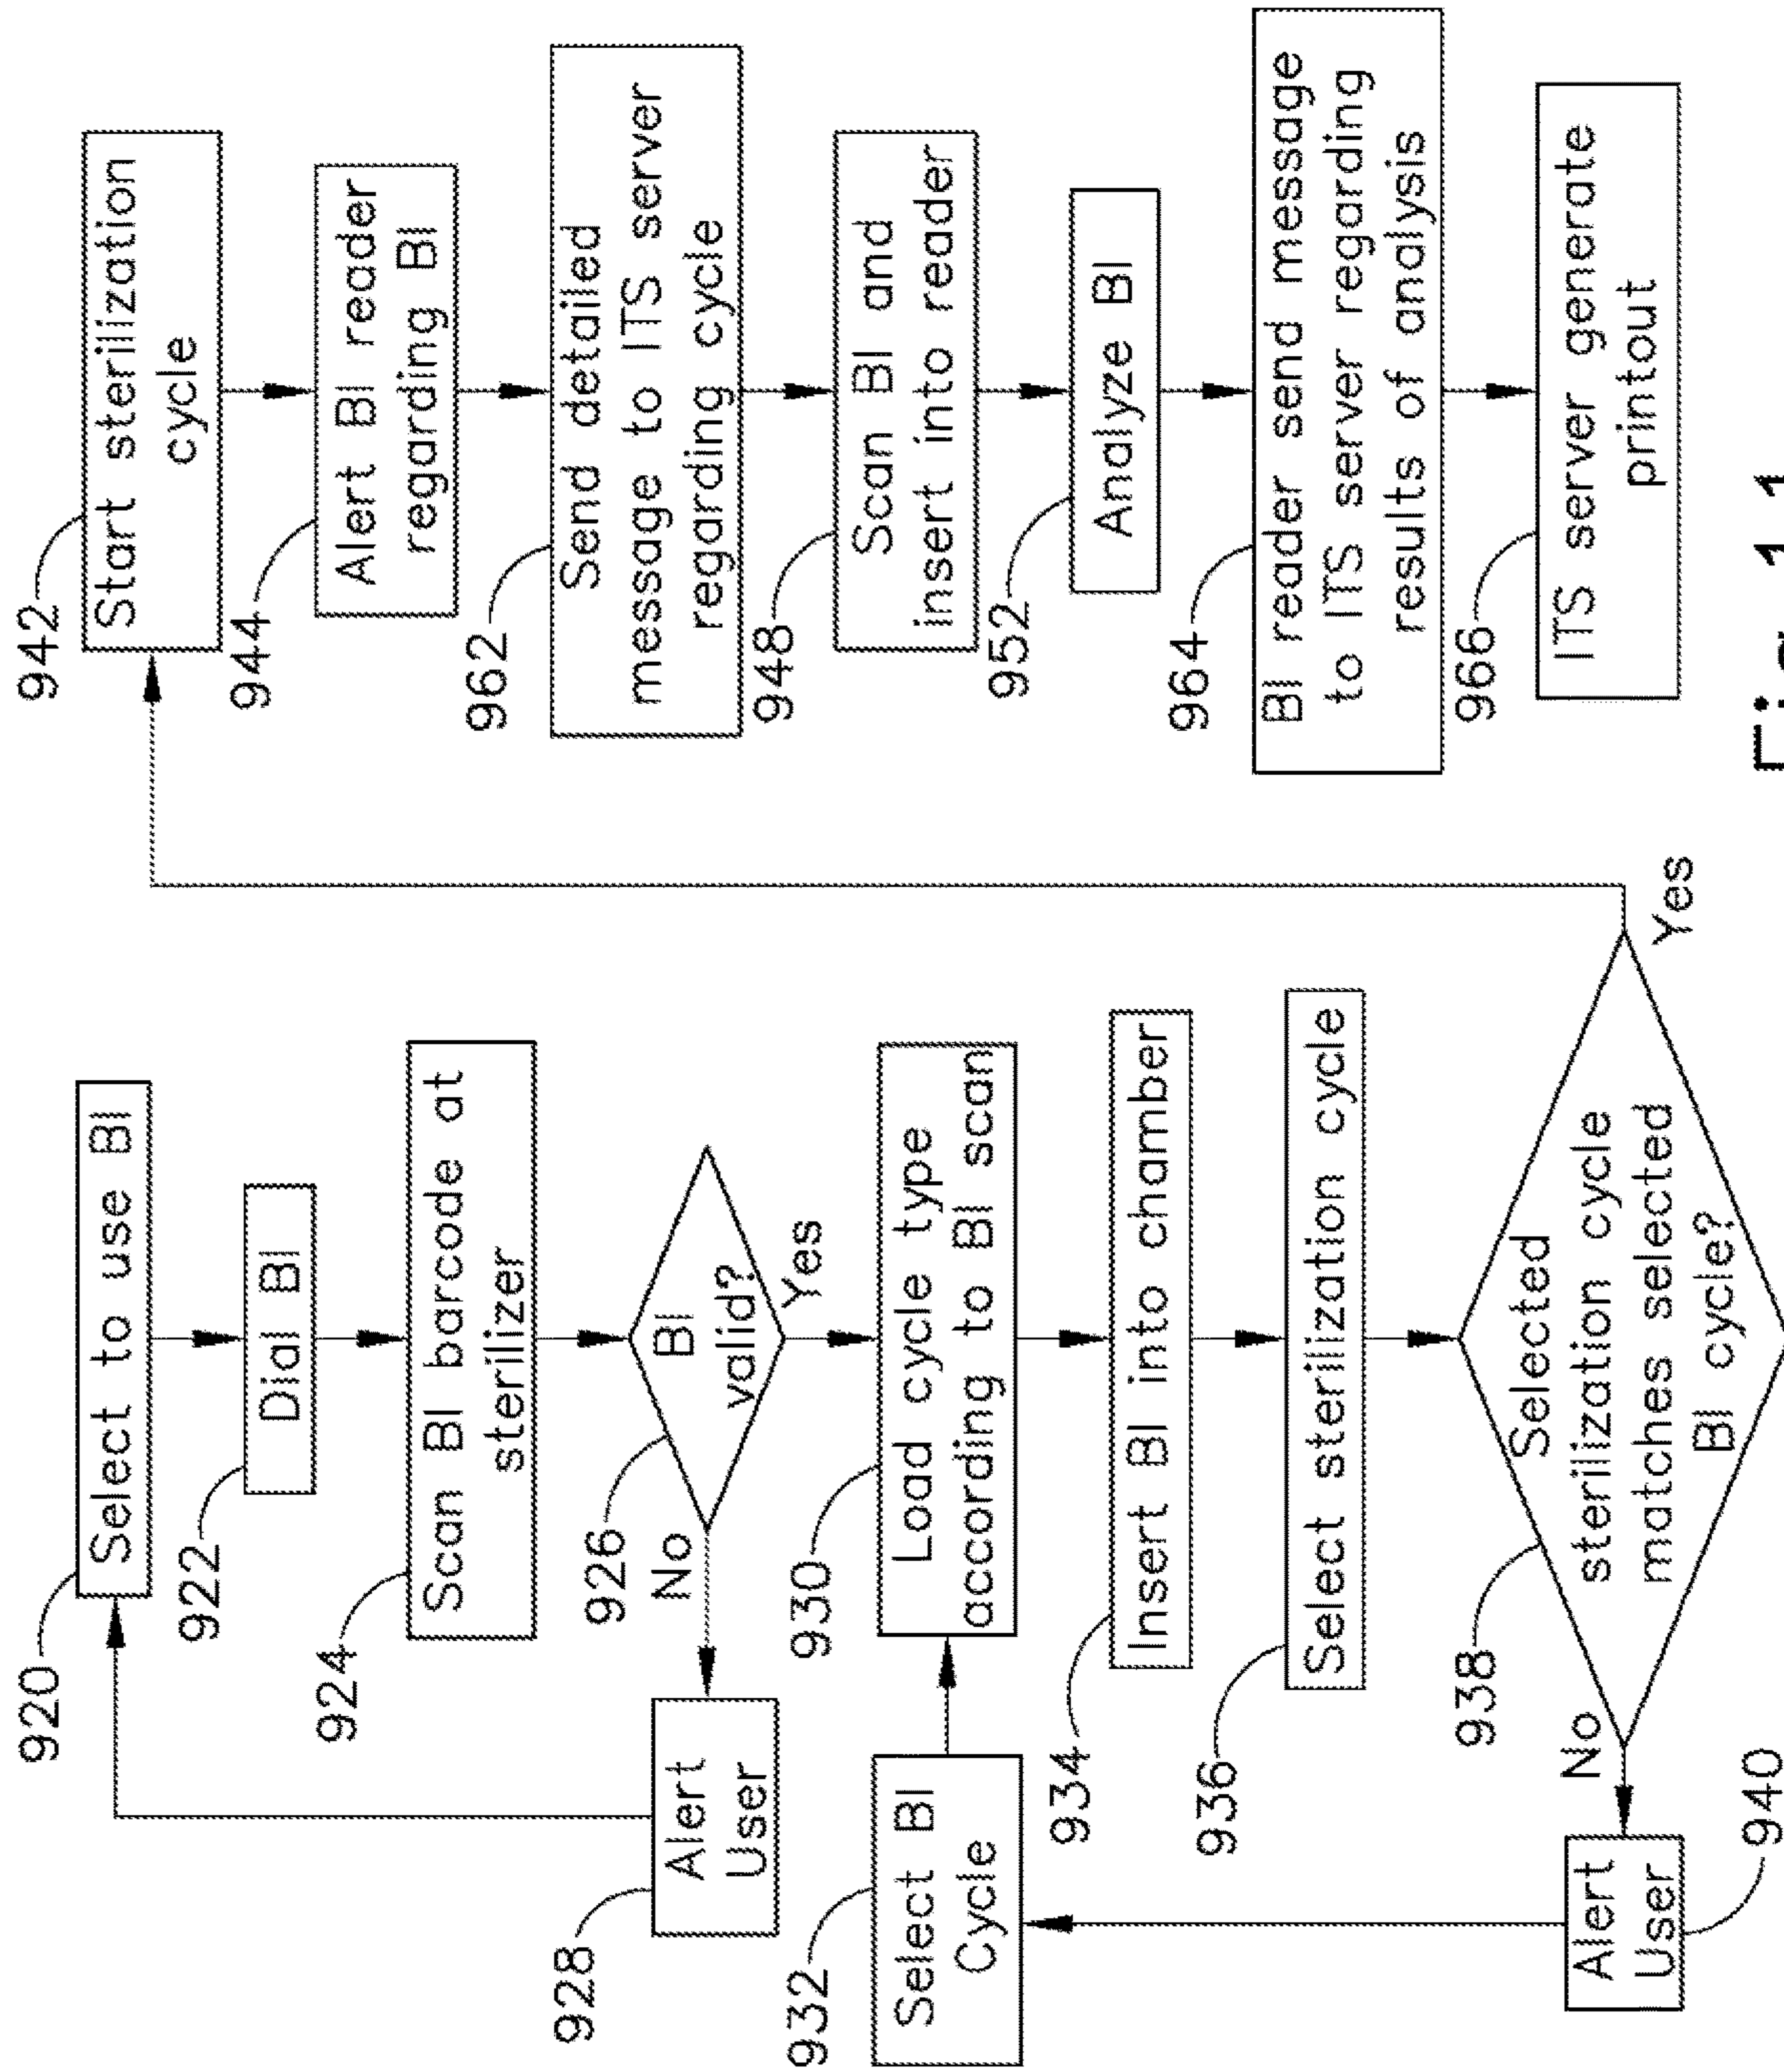 920
Select to use BI
922
Dial BI
924
Scan BI barcode at
sterilizer
926
BI
valid?
No
Yes
928
Alert
User
930
Load cycle type
according to BI scan
932
Select BI
Cycle
934
Insert BI into chamber
936
Select sterilization cycle
938
Selected
sterilization cycle
matches selected
BI cycle?
No
Yes
Alert
User
940
942
Start sterilization
cycle
944
Alert BI reader
regarding BI
962
Send detailed
message to ITS server
regarding cycle
948
Scan BI and
insert into reader
952
Analyze BI
964
BI reader send message
to ITS server regarding
results of analysis
966
ITS server generate
printout
Fig.11